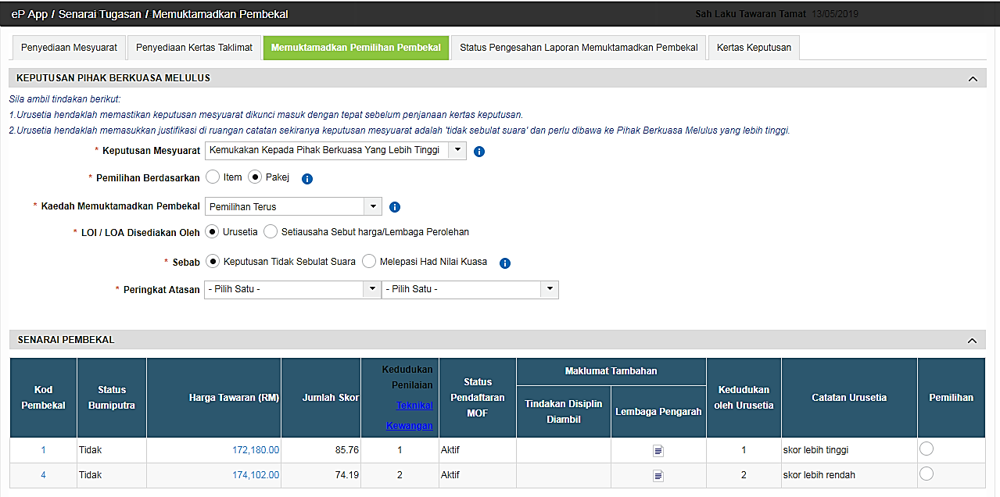 eP App / Senarai Tugasan / Memuktamadkan Pembekal
Sah Laku Tawaran Tamat 13/05/2019
Penyediaan Mesyuarat
Penyediaan Kertas Taklimat
Memuktamadkan Pemilihan Pembekal
Status Pengesahan Laporan Memuktamadkan Pembekal
Kertas Keputusan
KEPUTUSAN PIHAK BERKUASA MELULUS
Sila ambil tindakan berikut:
1.Urusetia hendaklah memastikan keputusan mesyuarat dikunci masuk dengan tepat sebelum penjanaan kertas keputusan.
2.Urusetia hendaklah memasukkan justifikasi di ruangan catatan sekiranya keputusan mesyuarat adalah 'tidak sebulat suara' dan perlu dibawa ke Pihak Berkuasa Melulus yang lebih tinggi.
* Keputusan Mesyuarat Kemukakan Kepada Pihak Berkuasa Yang Lebih Tinggi
* Pemilihan Berdasarkan Item Pakej
* Kaedah Memuktamadkan Pembekal Pemilihan Terus
* LOI / LOA Disediakan Oleh Urusetia Setiausaha Sebut harga/Lembaga Perolehan
* Sebab Keputusan Tidak Sebulat Suara Melepasi Had Nilai Kuasa
* Peringkat Atasan - Pilih Satu - - Pilih Satu -
SENARAI PEMBEKAL
Kod
Pembekal
Status
Bumiputra
Harga Tawaran (RM)
Jumlah Skor
Kedudukan
Penilaian
Teknikal
Kewangan
Status
Pendaftaran
MOF
Maklumat Tambahan
Tindakan Disiplin
Diambil
Lembaga Pengarah
Kedudukan
oleh Urusetia
Catatan Urusetia
Pemilihan
1 Tidak 172,180.00 85.76 1 Aktif 1 skor lebih tinggi
4 Tidak 174,102.00 74.19 2 Aktif 2 skor lebih rendah